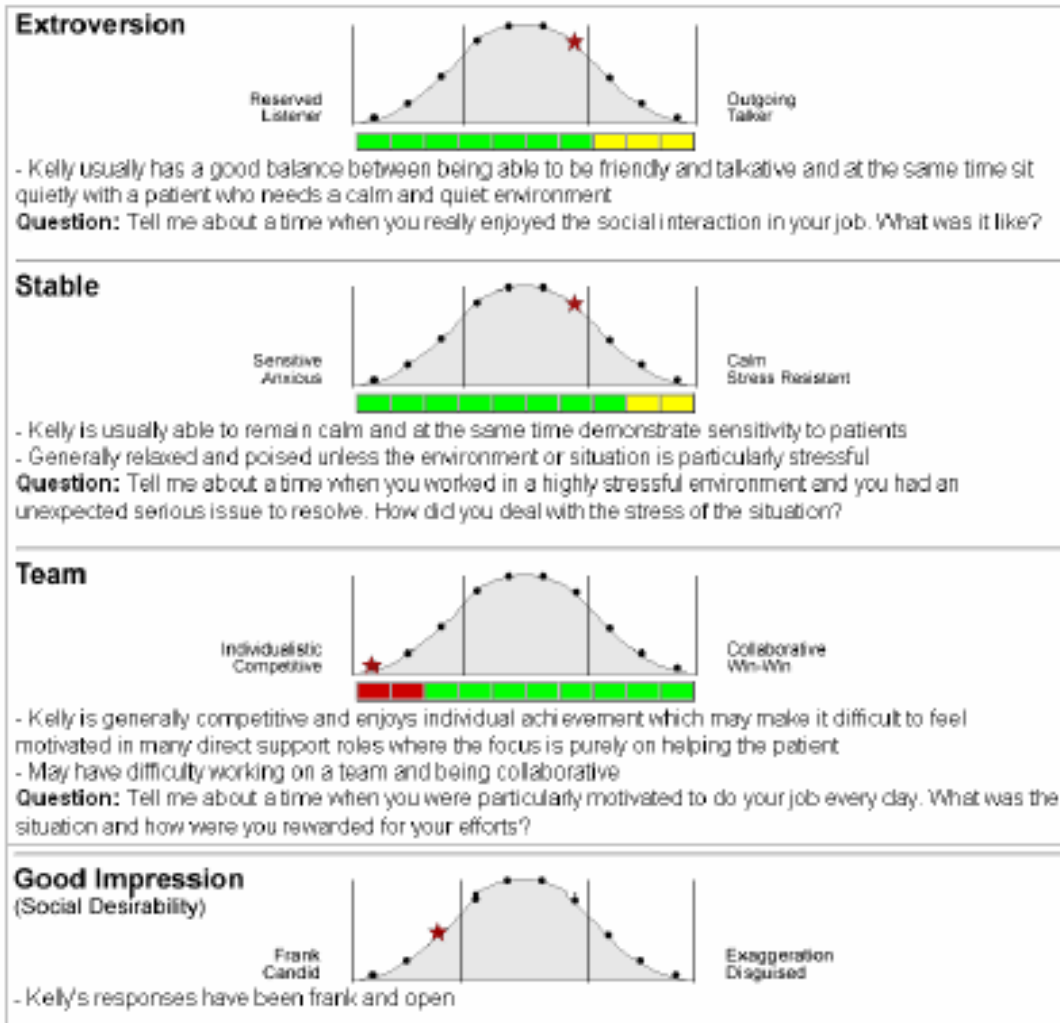 Extroversion
Reserved
Listener
Outgoing
Talker
- Kelly usually has a good balance between being able to be friendly and talkative and at the same time sit
quietly with a patient who needs a calm and quiet environment
Question: Tell me about a time when you really enjoyed the social interaction in your job. What was it like?
Stable
Sensitive
Anxious
Calm
Stress Resistant
- Kelly is usually able to remain calm and at the same time demonstrate sensitivity to patients
- Generally relaxed and poised unless the environment or situation is particularly stressful
Question: Tell me about a time when you worked in a highly stressful environment and you had an
unexpected serious issue to resolve. How did you deal with the stress of the situation?
Team
Individualistic
Competitive
Collaborative
Win-Win
- Kelly is generally competitive and enjoys individual achievement which may make it difficult to feel
motivated in many direct support roles where the focus is purely on helping the patient
- May have difficulty working on a team and being collaborative
Question: Tell me about a time when you were particularly motivated to do your job every day. What was the
situation and how were you rewarded for your efforts?
Good Impression
(Social Desirability)
Frank
Candid
Exaggeration
Disguised
- Kelly's responses have been frank and open